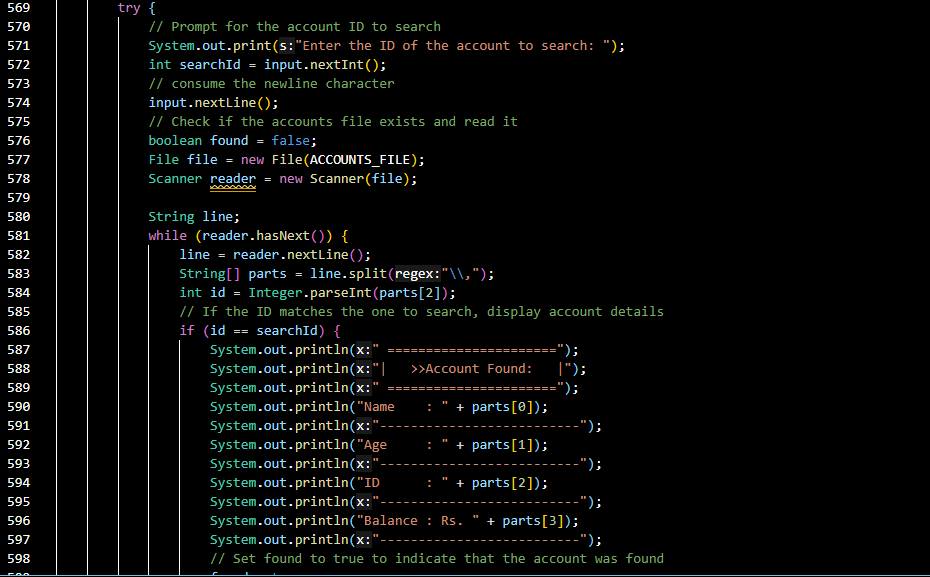 569 try {
570 // Prompt for the account ID to search
571 System.out.print(s:"Enter the ID of the account to search: ");
572 int searchId = input.nextInt();
573 // consume the newline character
574 input.nextLine();
575 // Check if the accounts file exists and read it
576 boolean found = false;
577 File file = new File(ACCOUNTS_FILE);
578 Scanner reader = new Scanner(file);
579
580 String line;
581 while (reader.hasNext()) {
582 line = reader.nextLine();
583 String[] parts = line.split(regex:"\\,");
584 int id = Integer.parseInt(parts[2]);
585 // If the ID matches the one to search, display account details
586 if (id == searchId) {
587 System.out.println(x:" ======================");
588 System.out.println(x:"|   >>Account Found:   |");
589 System.out.println(x:" ======================");
590 System.out.println("Name    : " + parts[0]);
591 System.out.println(x:"--------------------------");
592 System.out.println("Age     : " + parts[1]);
593 System.out.println(x:"--------------------------");
594 System.out.println("ID      : " + parts[2]);
595 System.out.println(x:"--------------------------");
596 System.out.println("Balance : Rs. " + parts[3]);
597 System.out.println(x:"--------------------------");
598 // Set found to true to indicate that the account was found